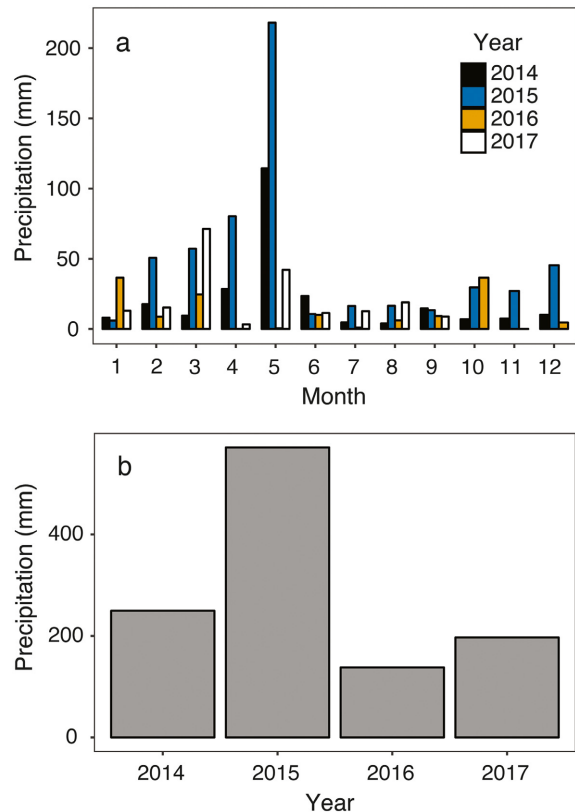 a
Year
2014
2015
2016
2017
Precipitation (mm)
200
150
100
50
0
1 2 3 4 5 6 7 8 9 10 11 12
Month
b
Precipitation (mm)
400
200
0
2014 2015 2016 2017
Year